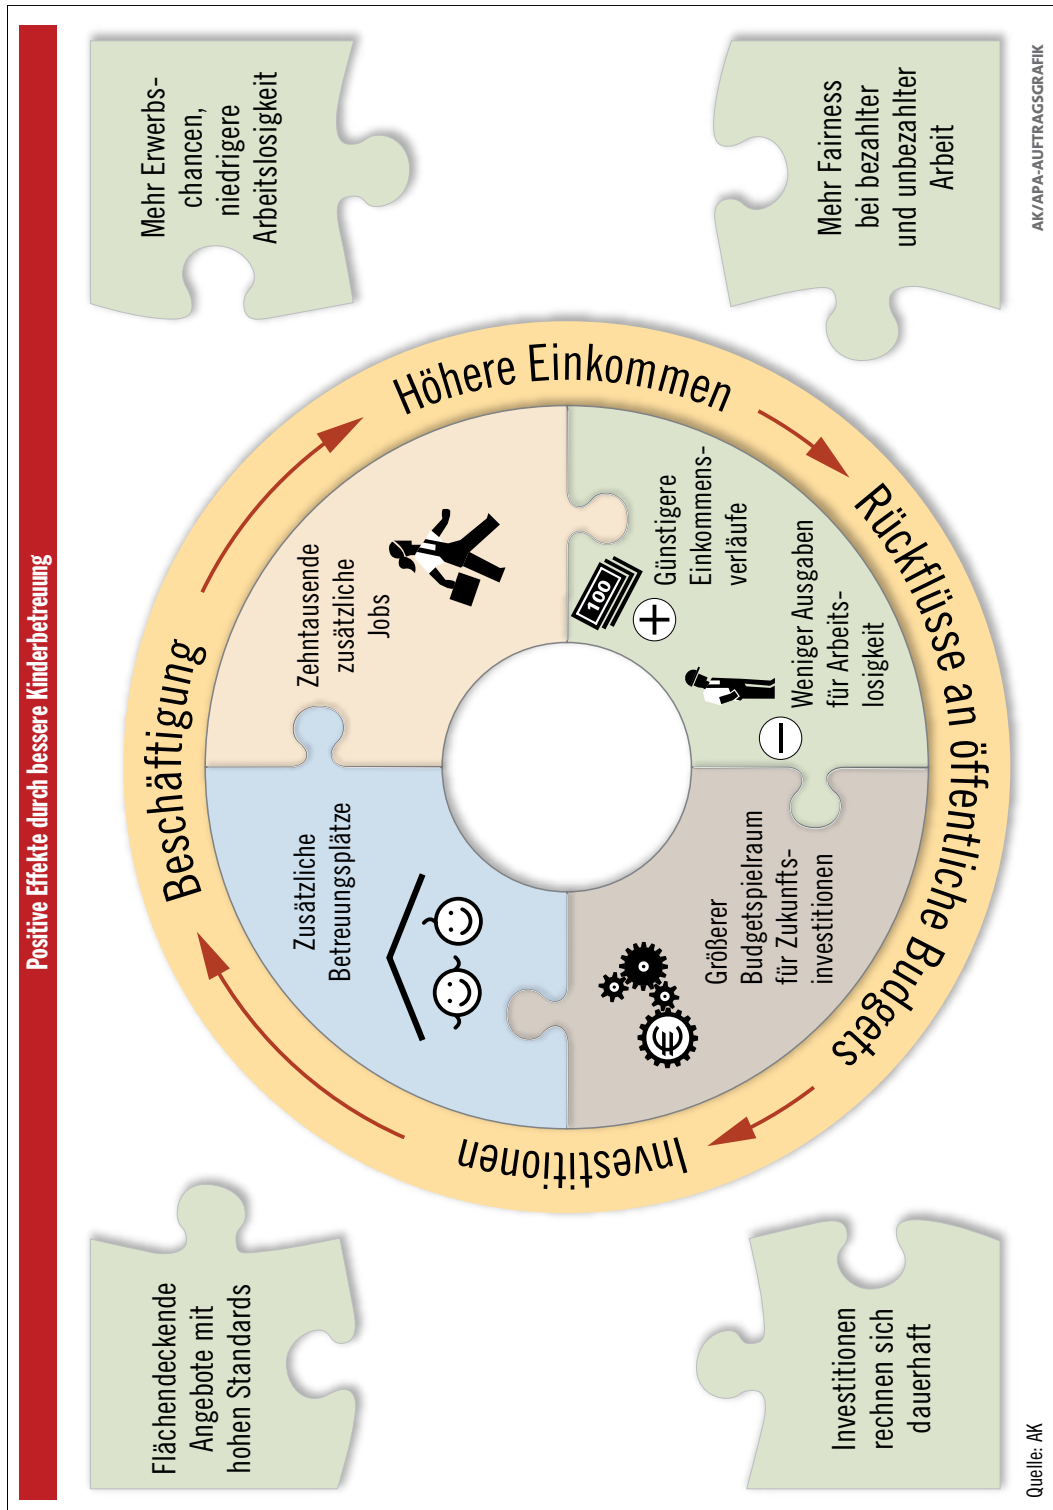 Positive Effekte durch bessere Kinderbetreuung
Flächendeckende
Angebote mit
hohen Standards
Mehr Erwerbs-
chancen,
niedrigere
Arbeitslosigkeit
Beschäftigung
Höhere Einkommen
Rückflüsse an öffentliche Budgets
Investitionen
Zusätzliche
Betreuungsplätze
Zehntausende
zusätzliche
Jobs
100
Günstigere
Einkommens-
verläufe
Weniger Ausgaben
für Arbeits-
losigkeit
€
Größerer
Budgetspielraum
für Zukunfts-
investitionen
Investitionen
rechnen sich
dauerhaft
Mehr Fairness
bei bezahlter
und unbezahlter
Arbeit
Quelle: AK
AK/APA-AUFTRAGSGRAFIK